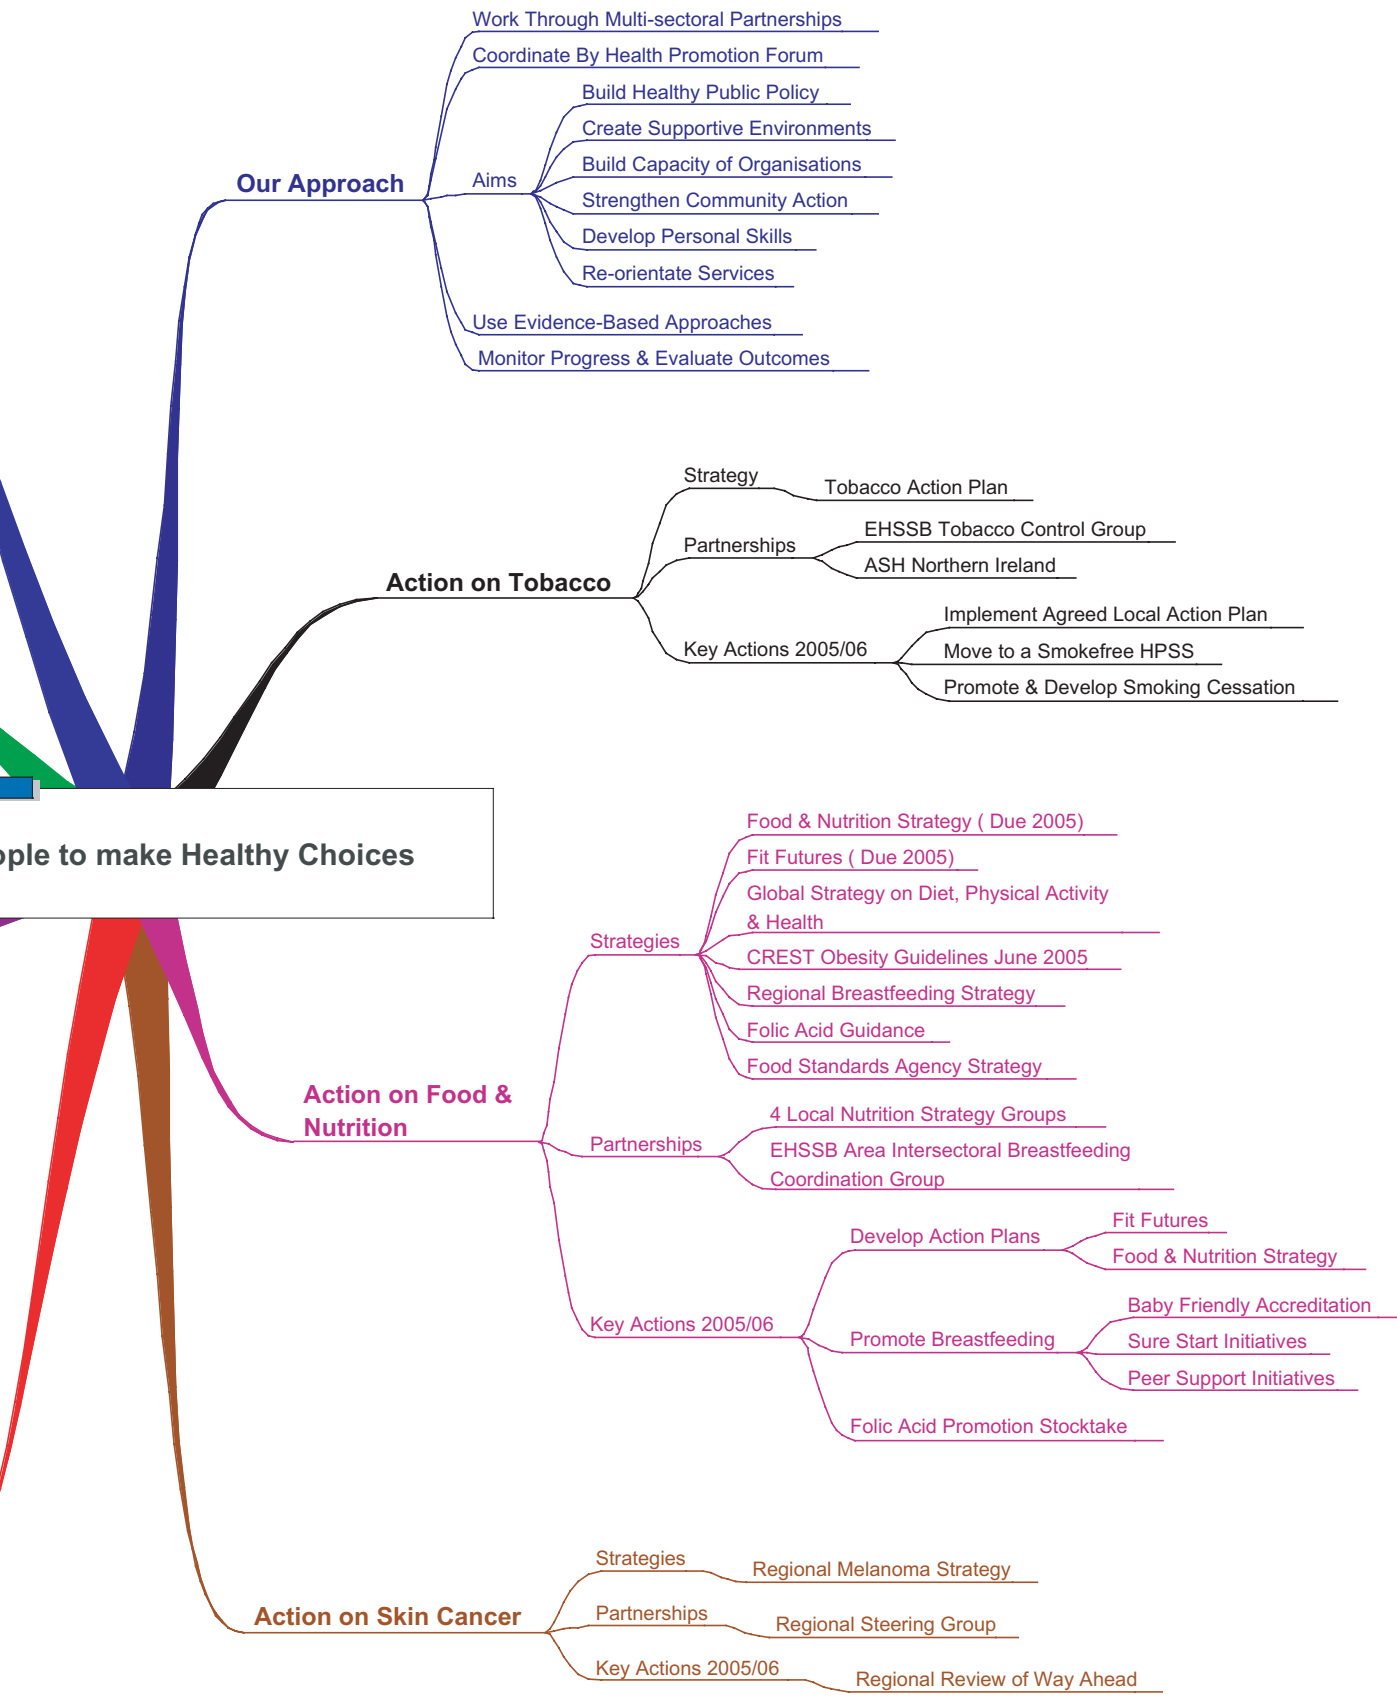 Work Through Multi-sectoral Partnerships
Coordinate By Health Promotion Forum
Build Healthy Public Policy
Create Supportive Environments
Build Capacity of Organisations
Our Approach
Aims
Strengthen Community Action
Develop Personal Skills
Re-orientate Services
Use Evidence-Based Approaches
Monitor Progress & Evaluate Outcomes
Strategy
Tobacco Action Plan
Partnerships
EHSSB Tobacco Control Group
ASH Northern Ireland
Action on Tobacco
Key Actions 2005/06
Implement Agreed Local Action Plan
Move to a Smokefree HPSS
Promote & Develop Smoking Cessation
ople to make Healthy Choices
Food & Nutrition Strategy ( Due 2005)
Fit Futures ( Due 2005)
Global Strategy on Diet, Physical Activity
& Health
Strategies
CREST Obesity Guidelines June 2005
Regional Breastfeeding Strategy
Folic Acid Guidance
Food Standards Agency Strategy
Action on Food &
Nutrition
Partnerships
4 Local Nutrition Strategy Groups
EHSSB Area Intersectoral Breastfeeding
Coordination Group
Key Actions 2005/06
Develop Action Plans
Fit Futures
Food & Nutrition Strategy
Promote Breastfeeding
Baby Friendly Accreditation
Sure Start Initiatives
Peer Support Initiatives
Folic Acid Promotion Stocktake
Action on Skin Cancer
Strategies
Regional Melanoma Strategy
Partnerships
Regional Steering Group
Key Actions 2005/06
Regional Review of Way Ahead